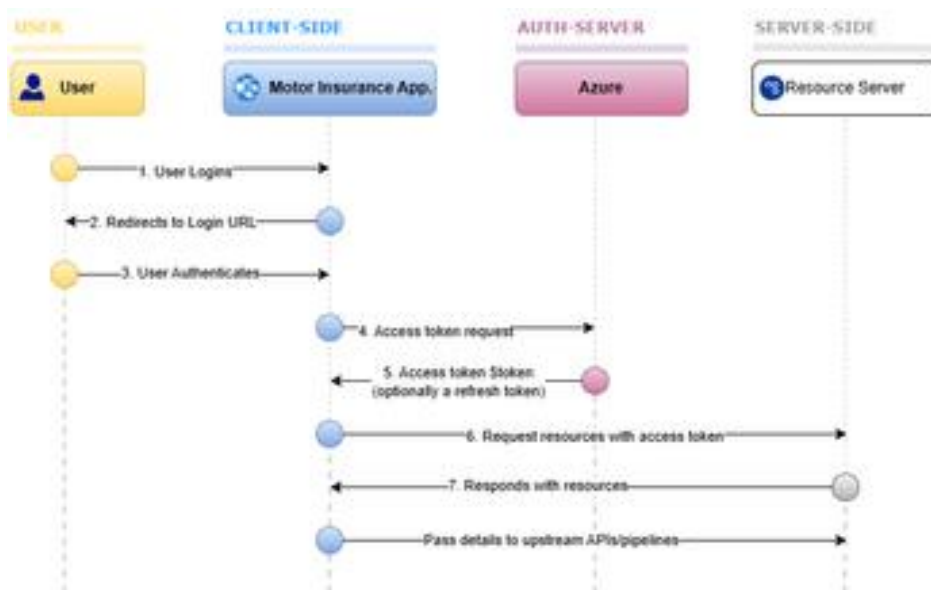 USER
CLIENT-SIDE
AUTH-SERVER
SERVER-SIDE
User
Motor Insurance App.
Azure
Resource Server
1. User Logins
2. Redirects to Login URL
3. User Authenticates
4. Access token request
5. Access token $token
(optionally a refresh token)
6. Request resources with access token
7. Responds with resources
Pass details to upstream APIs/pipelines